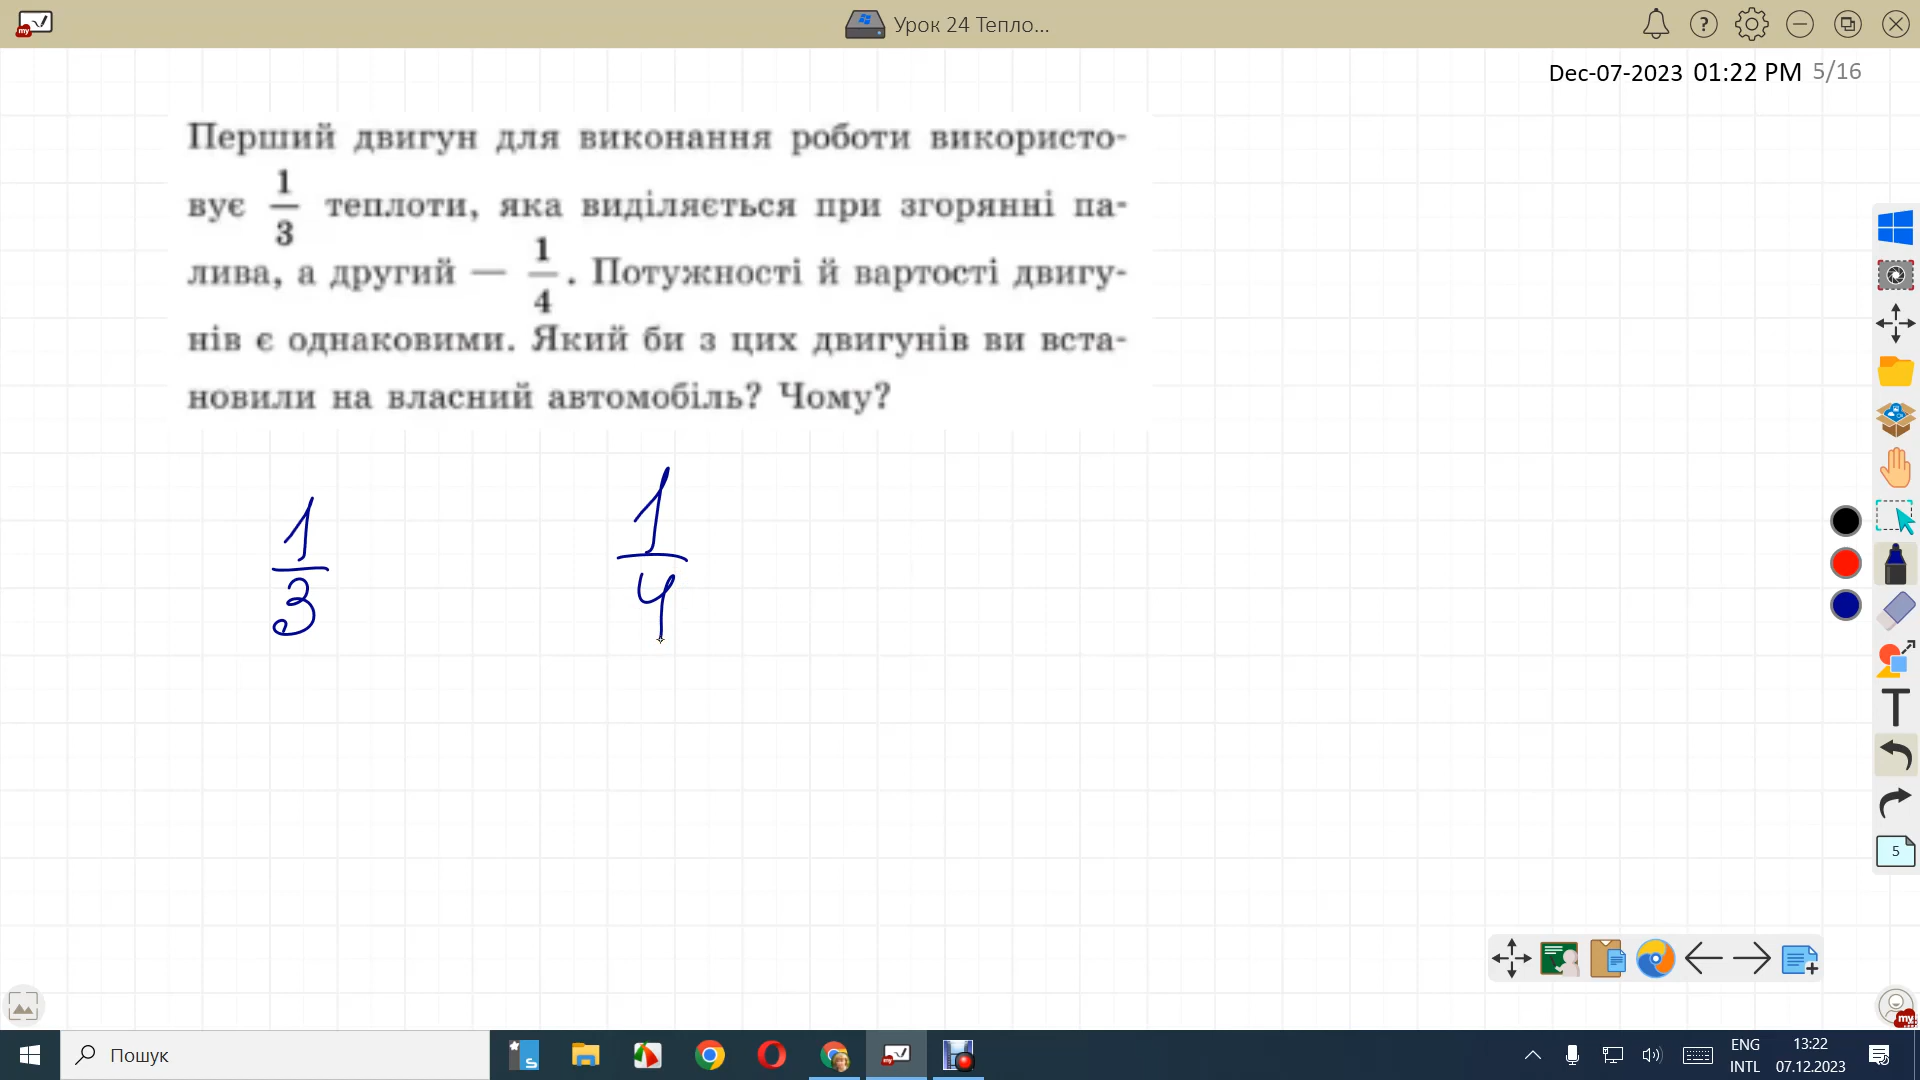 Урок 24 Тепло...
Dec-07-2023 01:22 PM 5/16
Перший двигун для виконання роботи використо-
вує 1/3 теплоти, яка виділяється при згорянні па-
лива, а другий — 1/4. Потужності й вартості двигу-
нів є однаковими. Який би з цих двигунів ви вста-
новили на власний автомобіль? Чому?
1/3 1/4
T
5
my
Пошук
ENG
INTL
13:22
07.12.2023